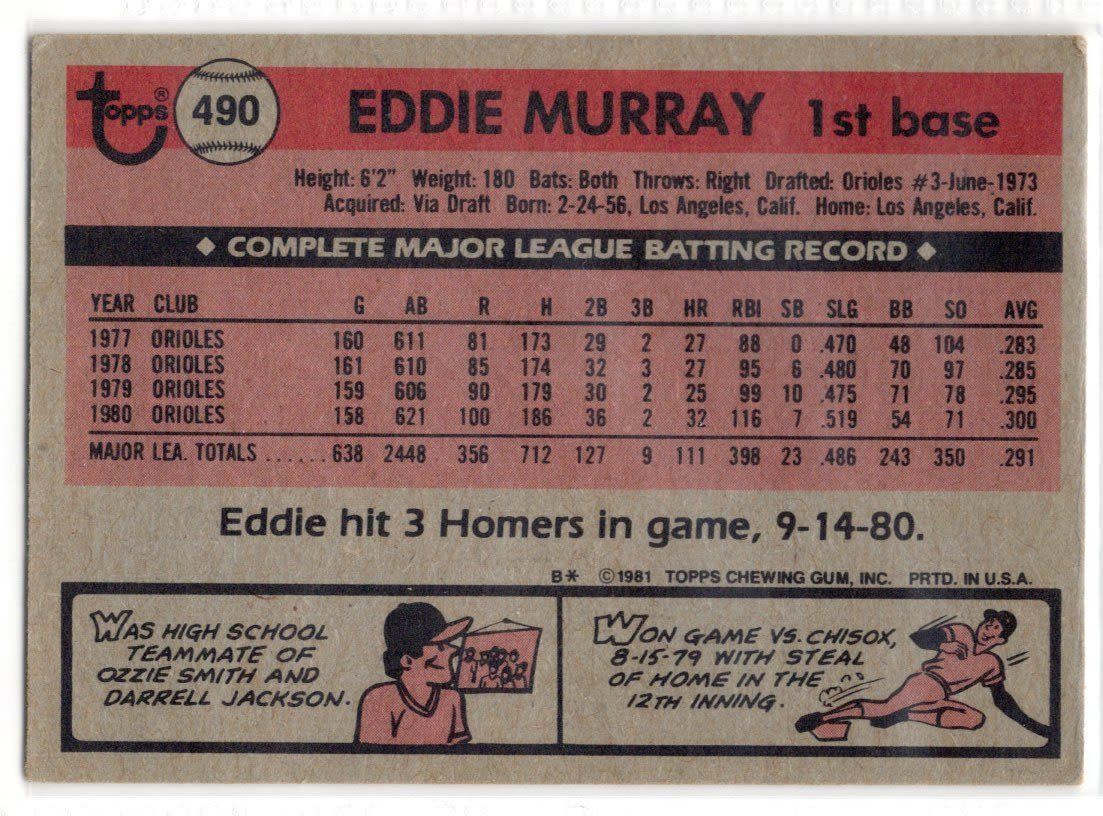 Topps® 490 EDDIE MURRAY 1st base
Height: 6'2" Weight: 180 Bats: Both Throws: Right Drafted: Orioles #3-June-1973
Acquired: Via Draft Born: 2-24-56, Los Angeles, Calif. Home: Los Angeles, Calif.
◆ COMPLETE MAJOR LEAGUE BATTING RECORD ◆
YEAR CLUB G AB R H 2B 3B HR RBI SB SLG BB SO AVG
1977 ORIOLES 160 611 81 173 29 2 27 88 0 .470 48 104 .283
1978 ORIOLES 161 610 85 174 32 3 27 95 6 .480 70 97 .285
1979 ORIOLES 159 606 90 179 30 2 25 99 10 .475 71 78 .295
1980 ORIOLES 158 621 100 186 36 2 32 116 7 .519 54 71 .300
MAJOR LEA. TOTALS ......638 2448 356 712 127 9 111 398 23 .486 243 350 .291
Eddie hit 3 Homers in game, 9-14-80.
B* ©1981 TOPPS CHEWING GUM, INC. PRTD. IN U.S.A.
WAS HIGH SCHOOL
TEAMMATE OF
OZZIE SMITH AND
DARRELL JACKSON.
WON GAME VS. CHISOX,
8-15-79 WITH STEAL
OF HOME IN THE
12TH INNING.